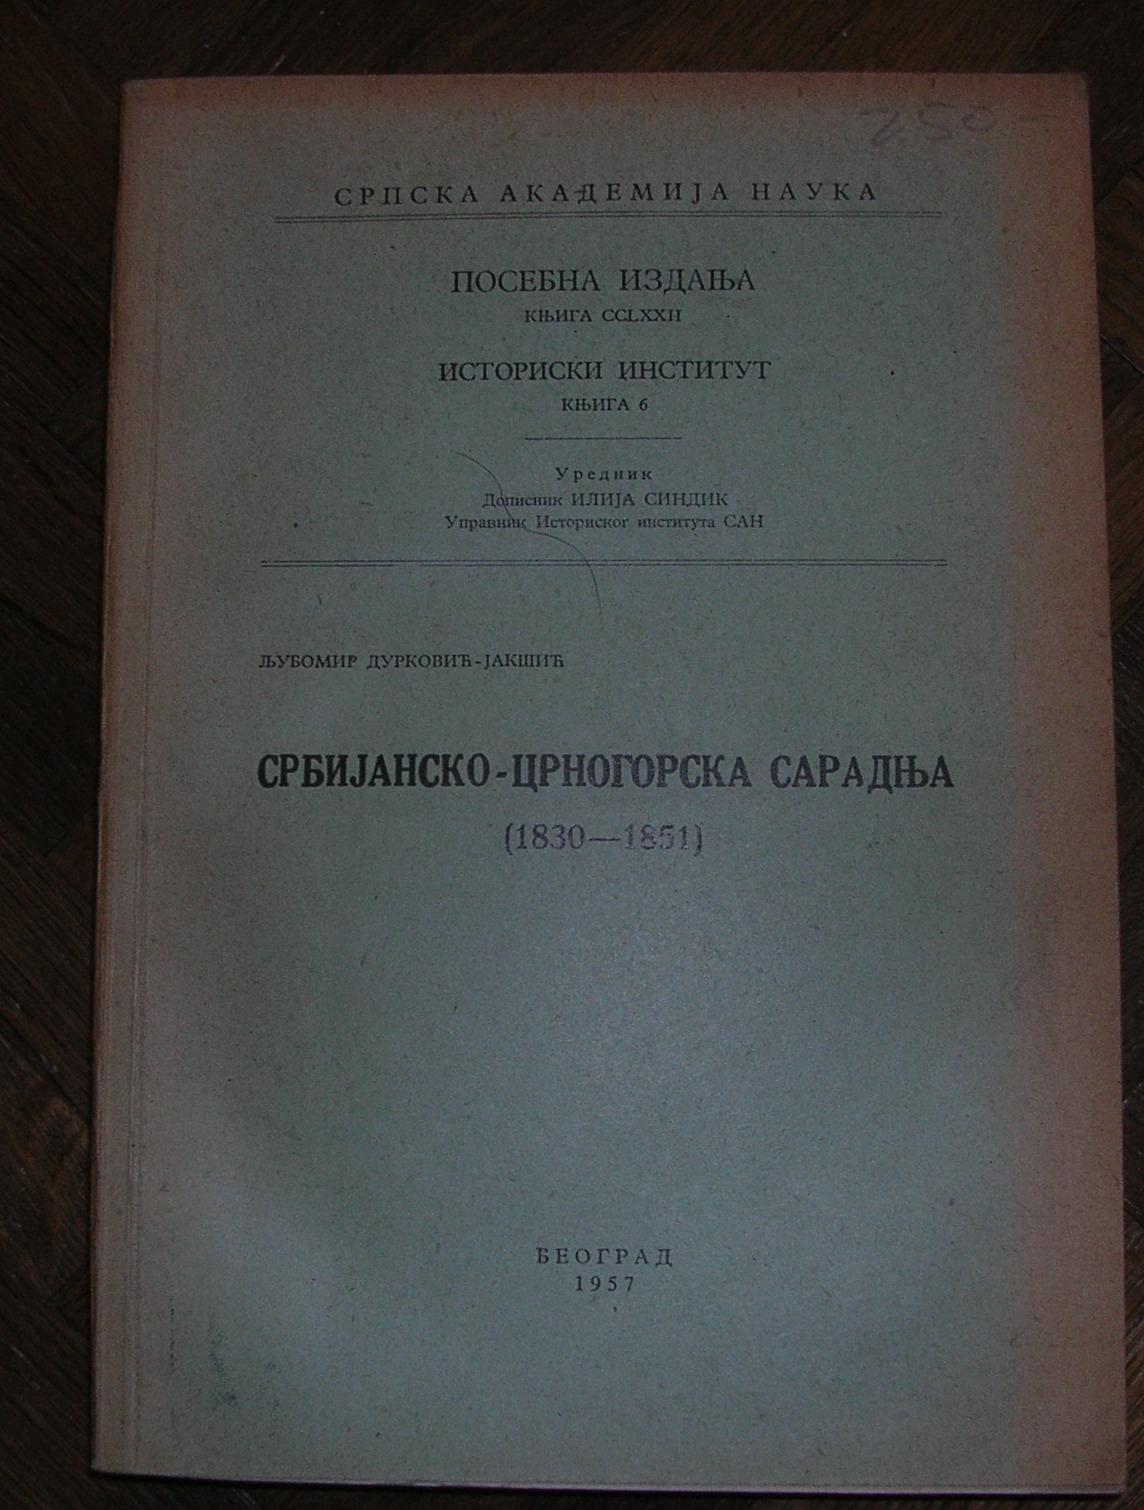 250
СРПСКА АКАДЕМИЈА НАУКА
ПОСЕБНА ИЗДАЊА
КЊИГА CCLXXII
ИСТОРИСКИ ИНСТИТУТ
КЊИГА 6
Уредник
Дописник ИЛИЈА СИНДИК
Управник Историског института САН
ЉУБОМИР ДУРКОВИЋ-ЈАКШИЋ
СРБИЈАНСКО-ЦРНОГОРСКА САРАДЊА
(1830—1851)
БЕОГРАД
1957